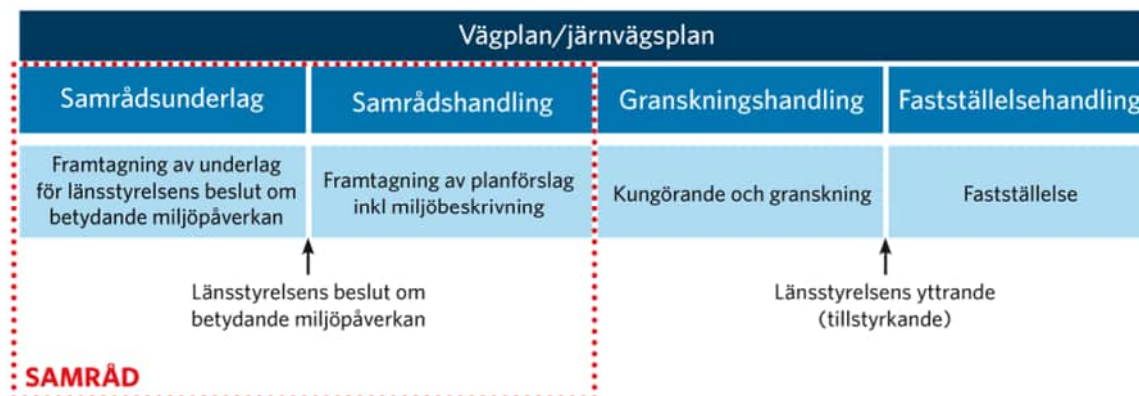 Vägplan/järnvägsplan
Samrådsunderlag
Samrådshandling
Granskningshandling
Fastställelsehandling
Framtagning av underlag
för länsstyrelsens beslut om
betydande miljöpåverkan
Framtagning av planförslag
inkl miljöbeskrivning
Kungörande och granskning
Fastställelse
Länsstyrelsens beslut om
betydande miljöpåverkan
Länsstyrelsens yttrande
(tillstyrkande)
SAMRÅD